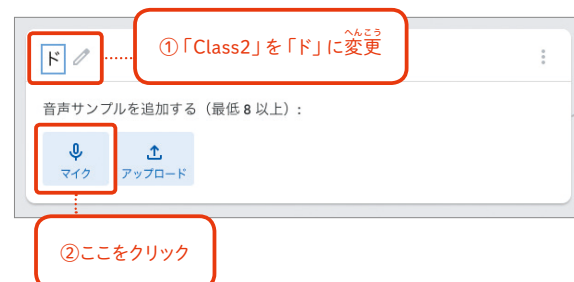 へんこう
①「Class2」を「ド」に変更
ド
音声サンプルを追加する（最低 8 以上）:
マイク
アップロード
②ここをクリック